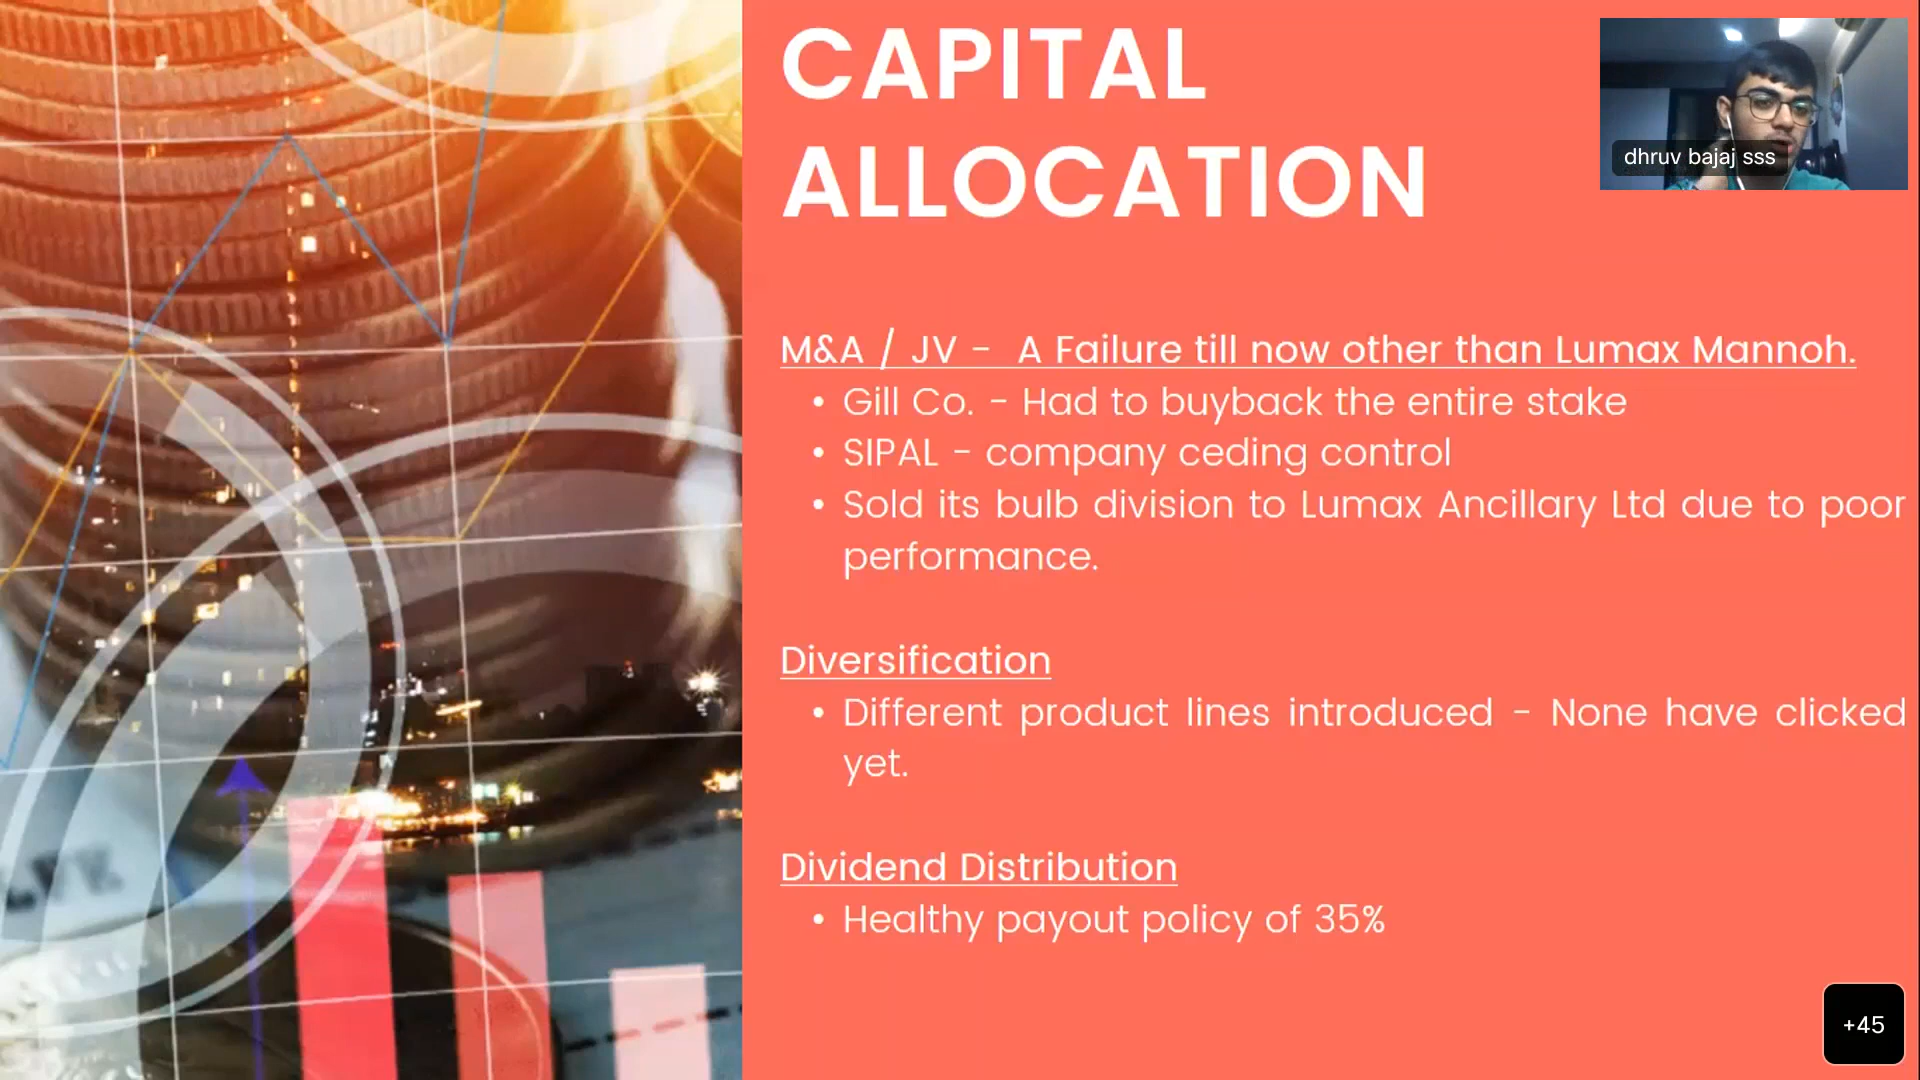 CAPITAL
ALLOCATION
dhruv bajaj sss
M&A / JV - A Failure till now other than Lumax Mannoh.
• Gill Co. - Had to buyback the entire stake
• SIPAL - company ceding control
• Sold its bulb division to Lumax Ancillary Ltd due to poor
performance.
Diversification
• Different product lines introduced - None have clicked
yet.
Dividend Distribution
• Healthy payout policy of 35%
+45